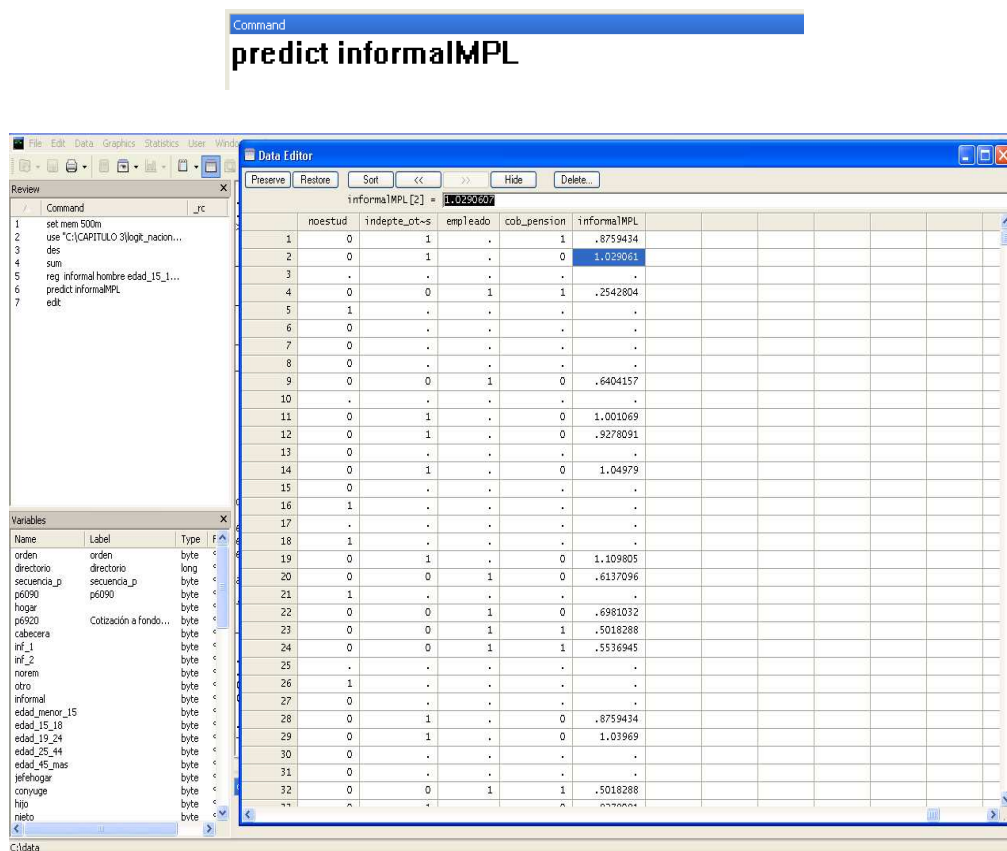 Command
predict informalMPL
File Edit Data Graphics Statistics User Windo
Data Editor
Preserve Restore Sort << >> Hide Delete...
informalMPL[2] = 1.0290607
Review
Command _rc
1 set mem 500m
2 use "C:\CAPITULO 3\logit_nacion...
3 des
4 sum
5 reg informal hombre edad_15_1...
6 predict informalMPL
7 edit
noestud indepte_ot~s empleado cob_pension informalMPL
1 0 1 . 1 .8759434
2 0 1 . 0 1.029061
3 . . . . .
4 0 0 1 1 .2542804
5 1 . . . .
6 0 . . . .
7 0 . . . .
8 0 . . . .
9 0 0 1 0 .6404157
10 . . . . .
11 0 1 . 0 1.001069
12 0 1 . 0 .9278091
13 0 . . . .
14 0 1 . 0 1.04979
15 0 . . . .
16 1 . . . .
17 . . . . .
18 1 . . . .
19 0 1 . 0 1.109805
20 0 0 1 0 .6137096
21 1 . . . .
22 0 0 1 0 .6981032
23 0 0 1 1 .5018288
24 0 0 1 1 .5536945
25 . . . . .
26 1 . . . .
27 0 . . . .
28 0 1 . 0 .8759434
29 0 1 . 0 1.03969
30 0 . . . .
31 0 . . . .
32 0 0 1 1 .5018288
Variables
Name Label Type F
orden orden byte
directorio directorio long
secuencia_p secuencia_p byte
p6090 p6090 byte
hogar byte
p6920 Cotización a fondo... byte
cabecera byte
inf_1 byte
inf_2 byte
norem byte
otro byte
informal byte
edad_menor_15 byte
edad_15_18 byte
edad_19_24 byte
edad_25_44 byte
edad_45_mas byte
jefehogar byte
conyuge byte
hijo byte
nieto byte
C:\data